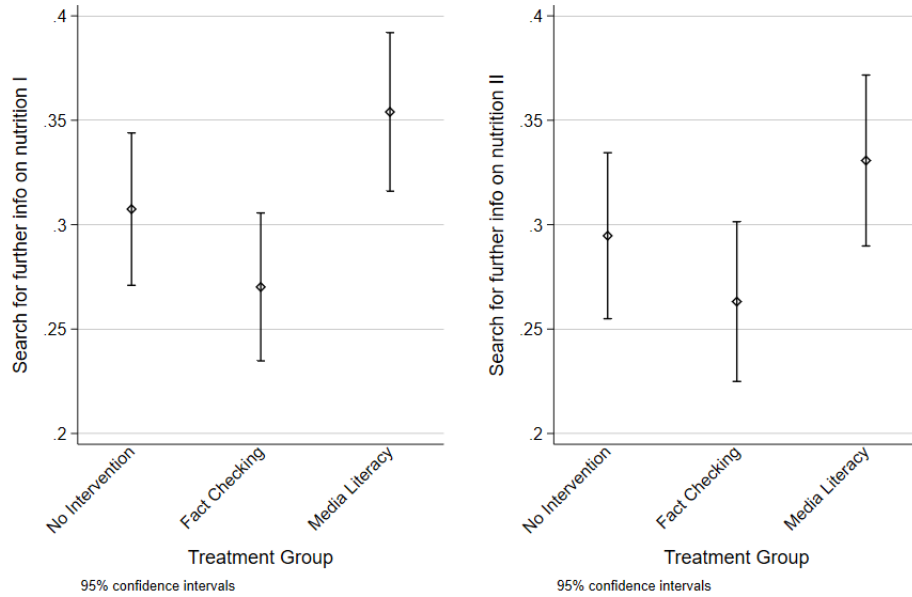 Search for further info on nutrition I
.4
.35
.3
.25
.2
No Intervention
Fact Checking
Media Literacy
Treatment Group
95% confidence intervals
Search for further info on nutrition II
.4
.35
.3
.25
.2
No Intervention
Fact Checking
Media Literacy
Treatment Group
95% confidence intervals